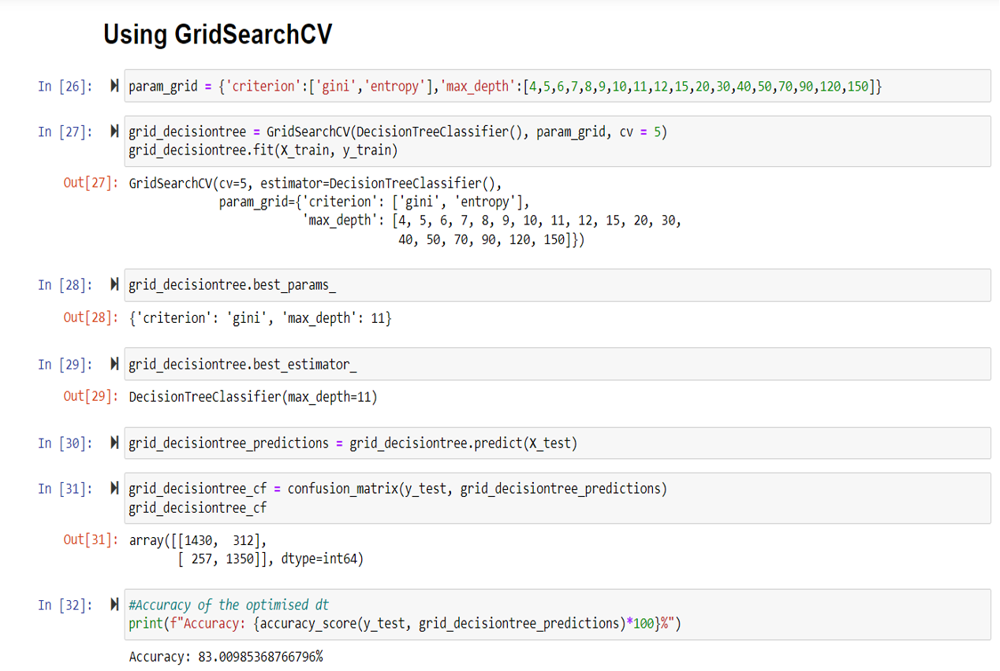 Using GridSearchCV
In [26]: param_grid = {'criterion':['gini','entropy'],'max_depth':[4,5,6,7,8,9,10,11,12,15,20,30,40,50,70,90,120,150]}
In [27]: grid_decisiontree = GridSearchCV(DecisionTreeClassifier(), param_grid, cv = 5)
grid_decisiontree.fit(X_train, y_train)
Out[27]: GridSearchCV(cv=5, estimator=DecisionTreeClassifier(),
param_grid={'criterion': ['gini', 'entropy'],
'max_depth': [4, 5, 6, 7, 8, 9, 10, 11, 12, 15, 20, 30,
40, 50, 70, 90, 120, 150]})
In [28]: grid_decisiontree.best_params_
Out[28]: {'criterion': 'gini', 'max_depth': 11}
In [29]: grid_decisiontree.best_estimator_
Out[29]: DecisionTreeClassifier(max_depth=11)
In [30]: grid_decisiontree_predictions = grid_decisiontree.predict(X_test)
In [31]: grid_decisiontree_cf = confusion_matrix(y_test, grid_decisiontree_predictions)
grid_decisiontree_cf
Out[31]: array([[1430, 312],
[ 257, 1350]], dtype=int64)
In [32]: #Accuracy of the optimised dt
print(f"Accuracy: {accuracy_score(y_test, grid_decisiontree_predictions)*100}%")
Accuracy: 83.00985368766796%